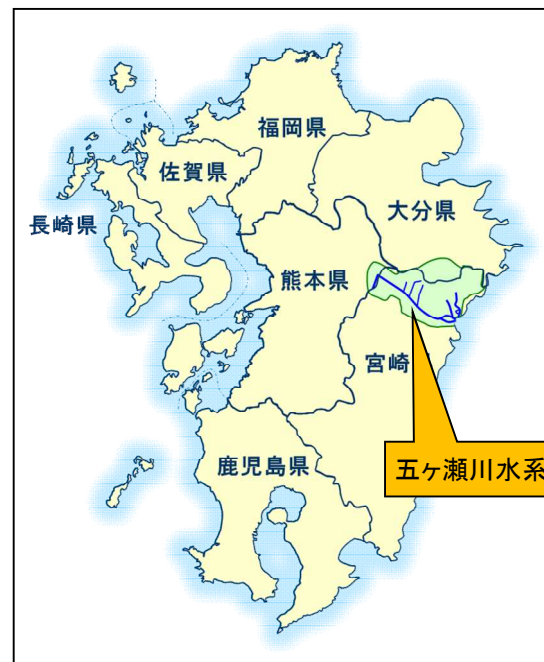 福岡県
佐賀県
大分県
長崎県
熊本県
宮崎
鹿児島県
五ヶ瀬川水系